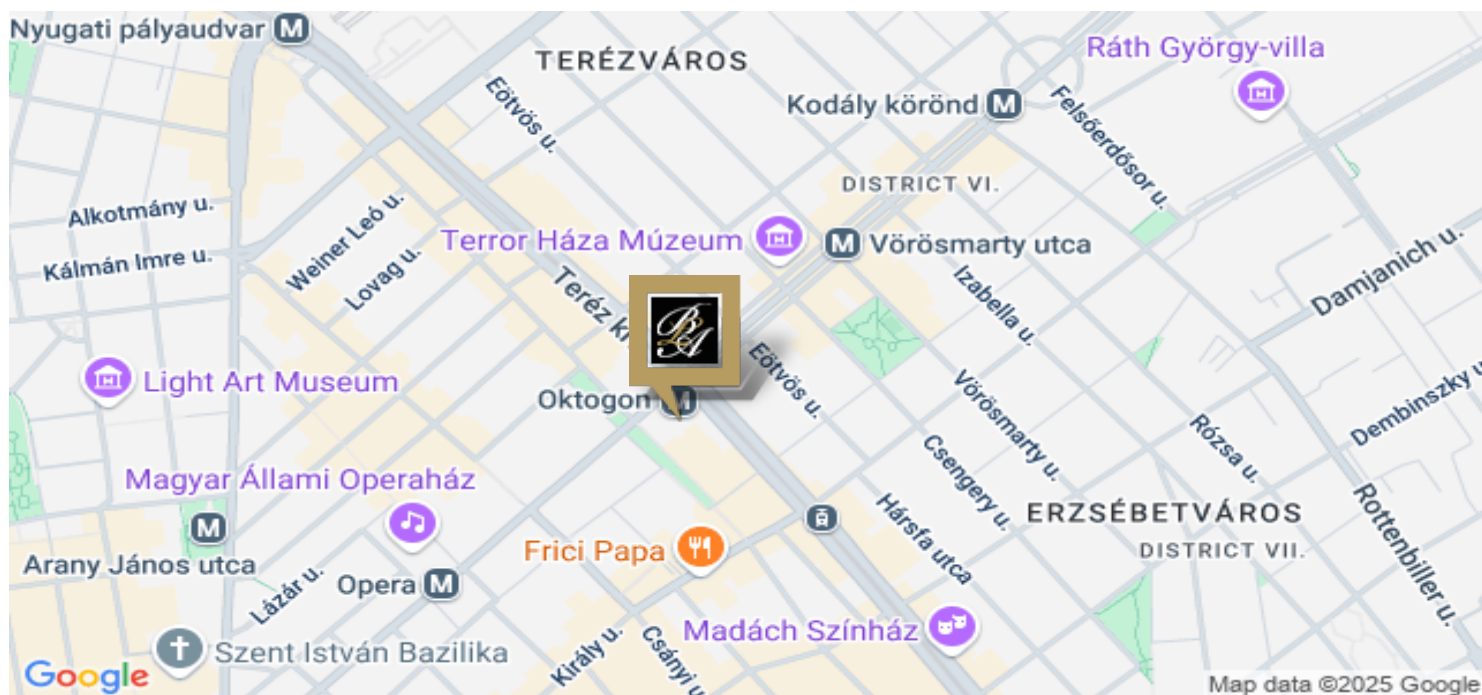 Nyugati pályaudvar M
TERÉZVÁROS
Ráth György-villa
Kodály körönd M
Eötvös u.
Felsőerdősor u.
DISTRICT VI.
Alkotmány u.
Weiner Leó u.
Terror Háza Múzeum
M Vörösmarty utca
Kálmán Imre u.
Lovag u.
Izabella u.
Damjanich u.
Teréz k
B
&
A
Eötvös u.
Light Art Museum
Oktogon M
Vörösmarty u.
Rózsa u.
Dembinszky u
Csengery u.
Magyar Állami Operaház
Hársfa utca
ERZSÉBETVÁROS
DISTRICT VII.
Rottenbiller u.
M
Arany János utca
Frici Papa
Lázár u.
Opera M
Madách Színház
Szent István Bazilika
Király u.
Csányi u
Google
Map data ©2025 Google